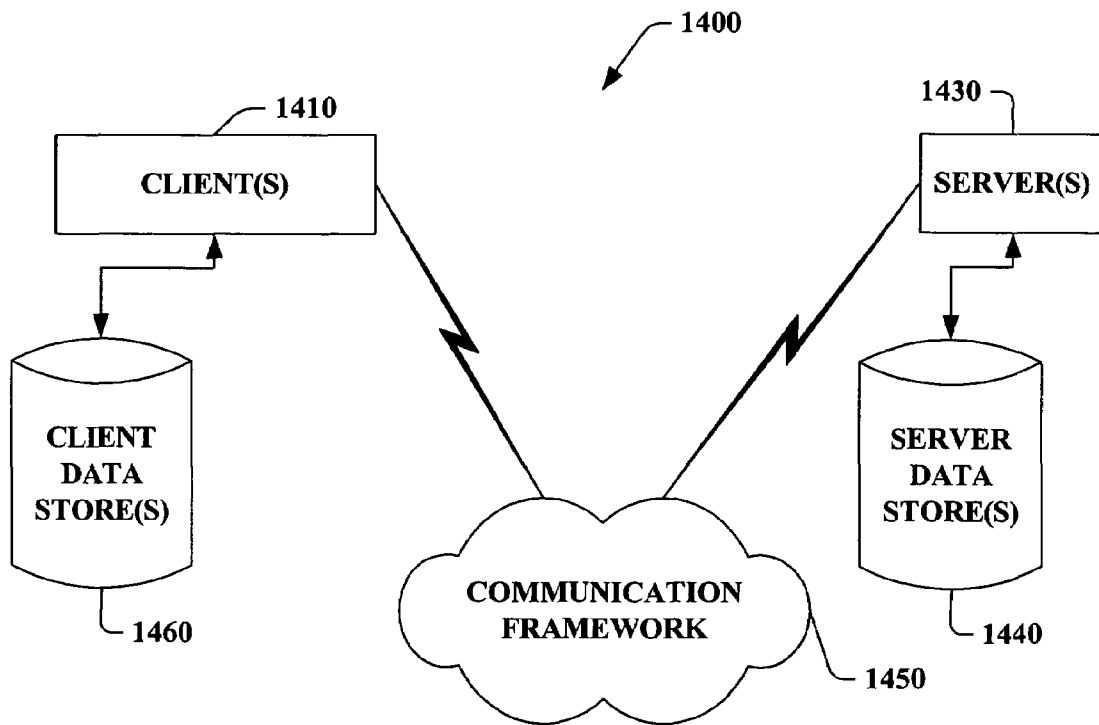 1400
1410
1430
CLIENT(S)
SERVER(S)
CLIENT
DATA
STORE(S)
SERVER
DATA
STORE(S)
COMMUNICATION
FRAMEWORK
1460
1440
1450